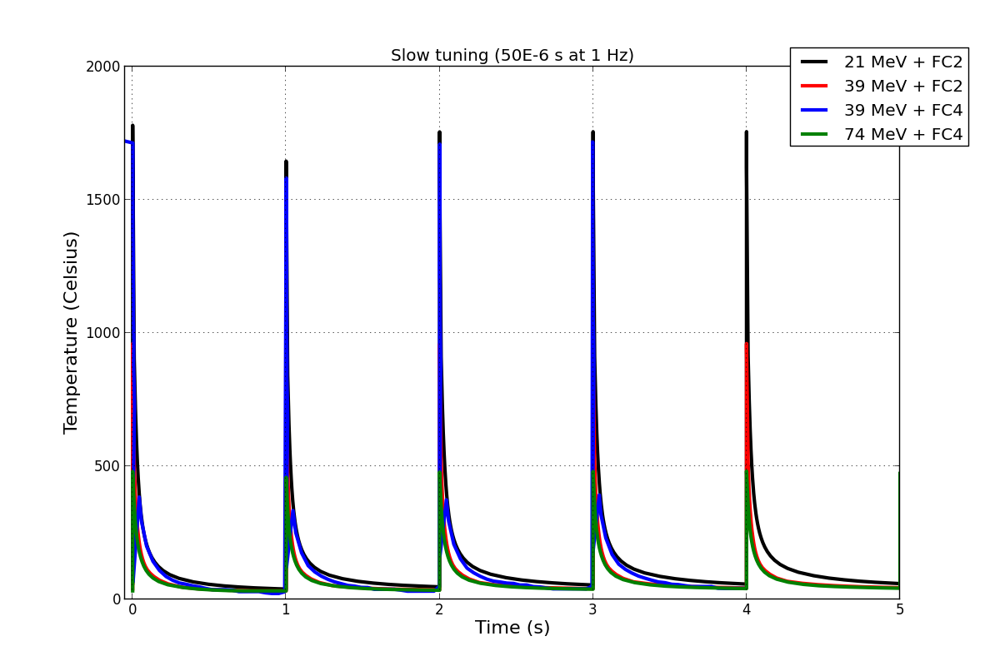 Slow tuning (50E-6 s at 1 Hz)
21 MeV + FC2
39 MeV + FC2
39 MeV + FC4
74 MeV + FC4
2000
1500
1000
500
0
Temperature (Celsius)
0 1 2 3 4 5
Time (s)